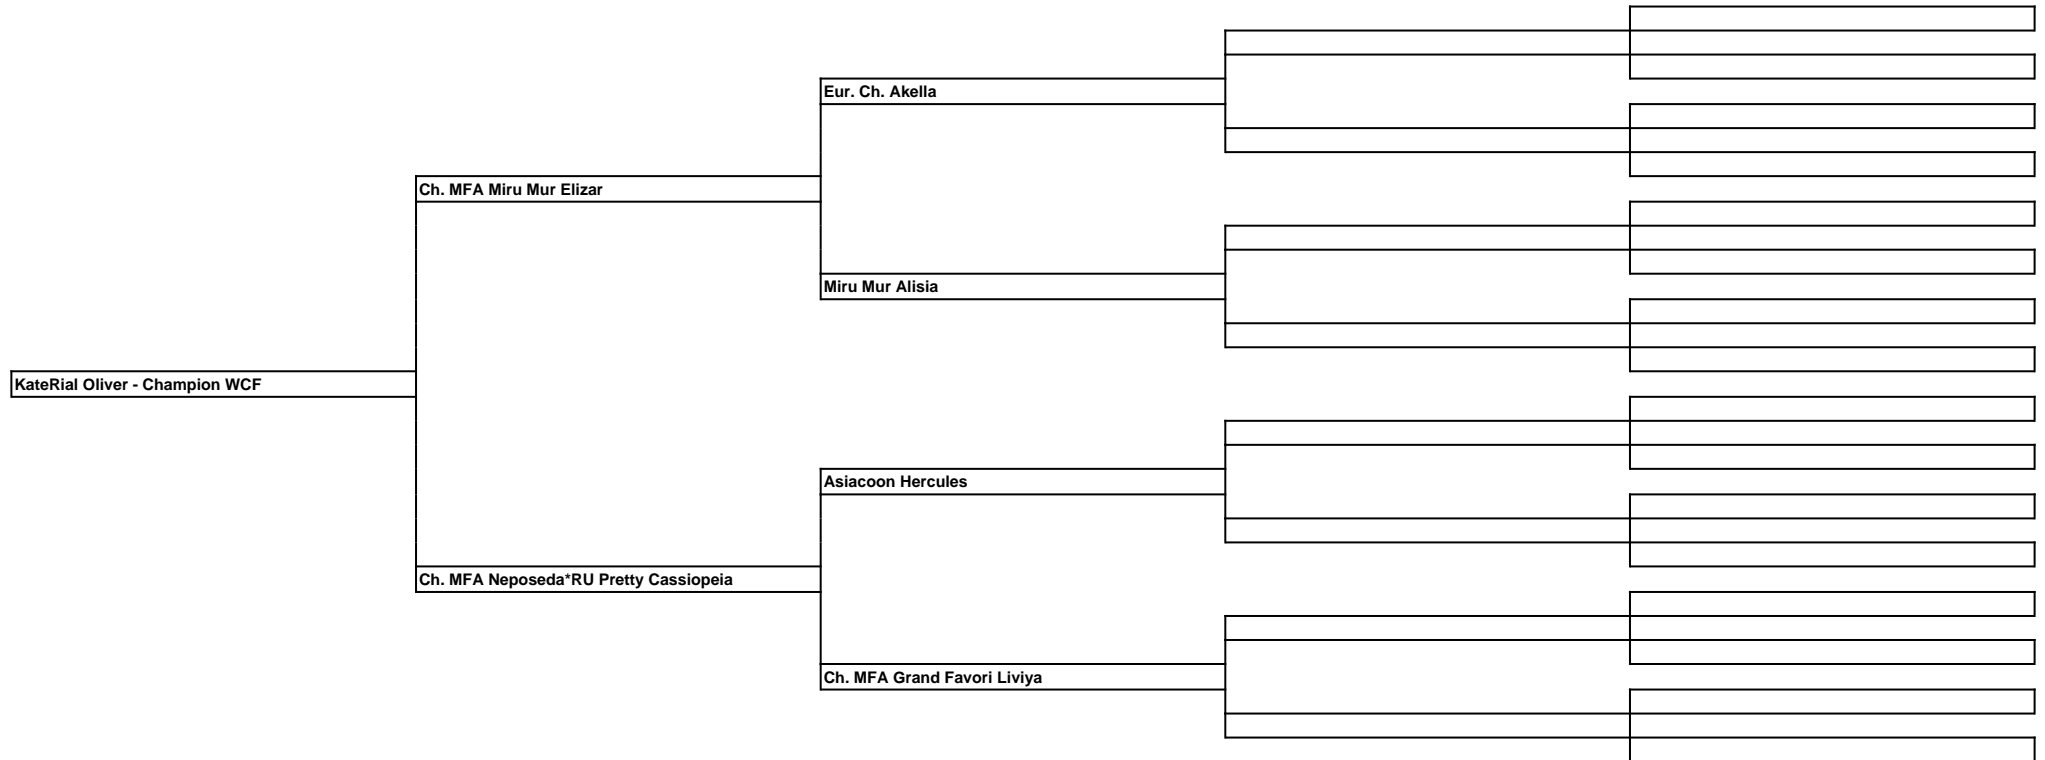 Eur. Ch. Akella
Ch. MFA Miru Mur Elizar
Miru Mur Alisia
KateRial Oliver - Champion WCF
Asiacoon Hercules
Ch. MFA Neposeda*RU Pretty Cassiopeia
Ch. MFA Grand Favori Liviya